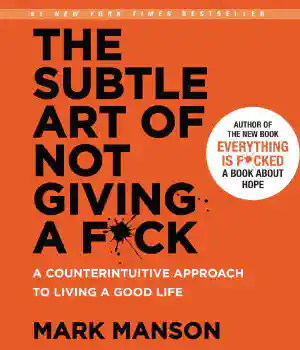 #1 NEW YORK TIMES BESTSELLER
THE
SUBTLE
ART OF
NOT
GIVING
A F*CK
AUTHOR OF
THE NEW BOOK
EVERYTHING
IS F*CKED
A BOOK ABOUT
HOPE
A COUNTERINTUITIVE APPROACH
TO LIVING A GOOD LIFE
MARK MANSON